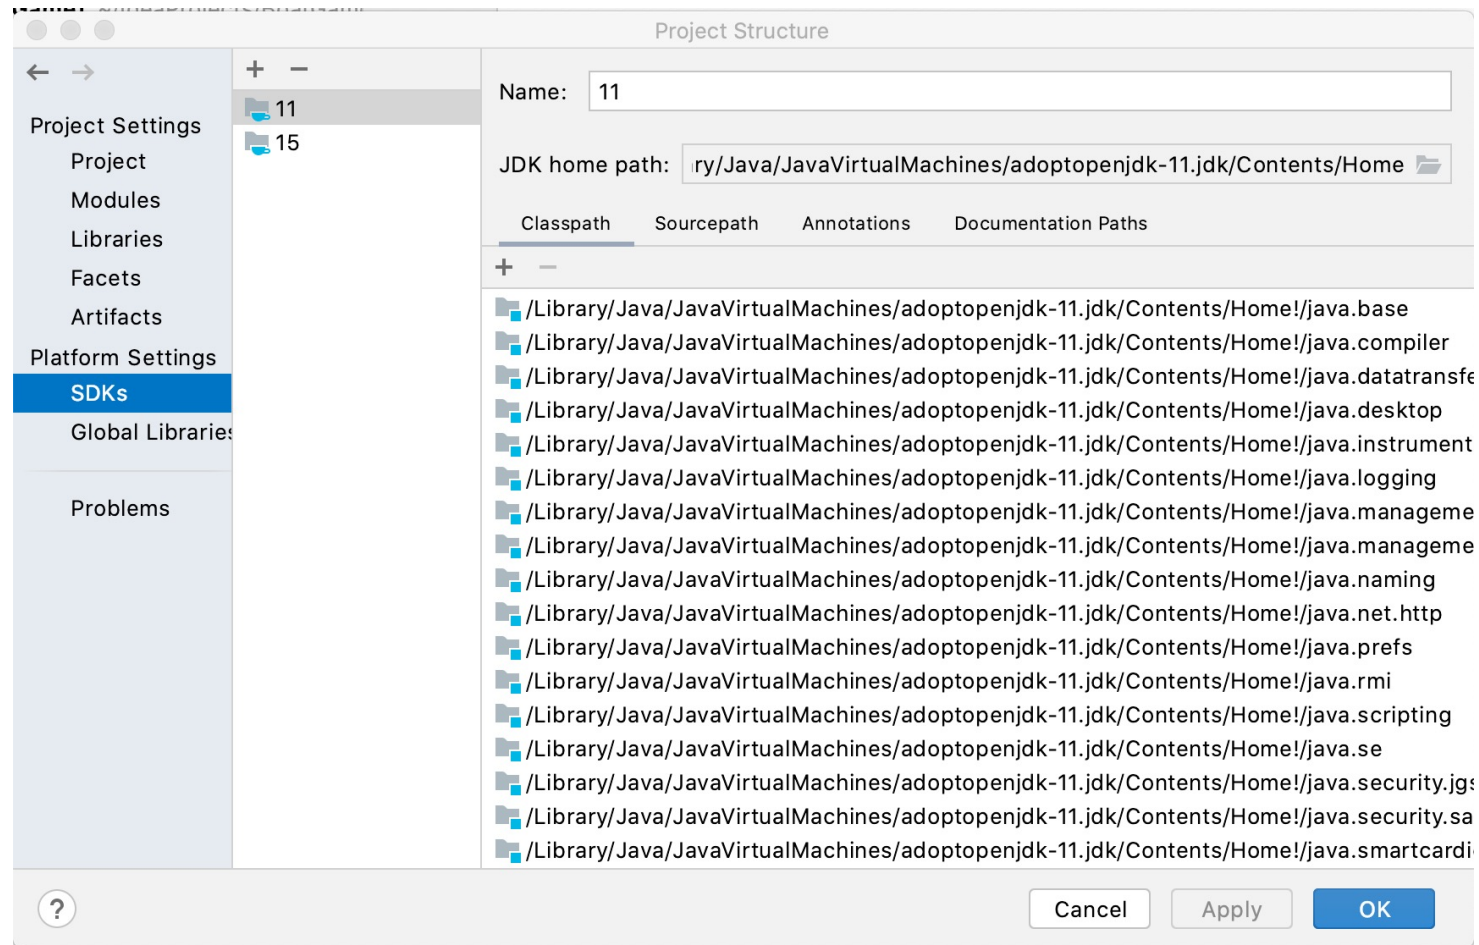 Project Structure
Project Settings
Project
Modules
Libraries
Facets
Artifacts
Platform Settings
SDKs
Global Libraries
Problems
11
15
Name: 11
JDK home path: ry/Java/JavaVirtualMachines/adoptopenjdk-11.jdk/Contents/Home
Classpath Sourcepath Annotations Documentation Paths
/Library/Java/JavaVirtualMachines/adoptopenjdk-11.jdk/Contents/Home!/java.base
/Library/Java/JavaVirtualMachines/adoptopenjdk-11.jdk/Contents/Home!/java.compiler
/Library/Java/JavaVirtualMachines/adoptopenjdk-11.jdk/Contents/Home!/java.datatransfe
/Library/Java/JavaVirtualMachines/adoptopenjdk-11.jdk/Contents/Home!/java.desktop
/Library/Java/JavaVirtualMachines/adoptopenjdk-11.jdk/Contents/Home!/java.instrument
/Library/Java/JavaVirtualMachines/adoptopenjdk-11.jdk/Contents/Home!/java.logging
/Library/Java/JavaVirtualMachines/adoptopenjdk-11.jdk/Contents/Home!/java.manageme
/Library/Java/JavaVirtualMachines/adoptopenjdk-11.jdk/Contents/Home!/java.manageme
/Library/Java/JavaVirtualMachines/adoptopenjdk-11.jdk/Contents/Home!/java.naming
/Library/Java/JavaVirtualMachines/adoptopenjdk-11.jdk/Contents/Home!/java.net.http
/Library/Java/JavaVirtualMachines/adoptopenjdk-11.jdk/Contents/Home!/java.prefs
/Library/Java/JavaVirtualMachines/adoptopenjdk-11.jdk/Contents/Home!/java.rmi
/Library/Java/JavaVirtualMachines/adoptopenjdk-11.jdk/Contents/Home!/java.scripting
/Library/Java/JavaVirtualMachines/adoptopenjdk-11.jdk/Contents/Home!/java.se
/Library/Java/JavaVirtualMachines/adoptopenjdk-11.jdk/Contents/Home!/java.security.jgs
/Library/Java/JavaVirtualMachines/adoptopenjdk-11.jdk/Contents/Home!/java.security.sa
/Library/Java/JavaVirtualMachines/adoptopenjdk-11.jdk/Contents/Home!/java.smartcardi
? Cancel Apply OK